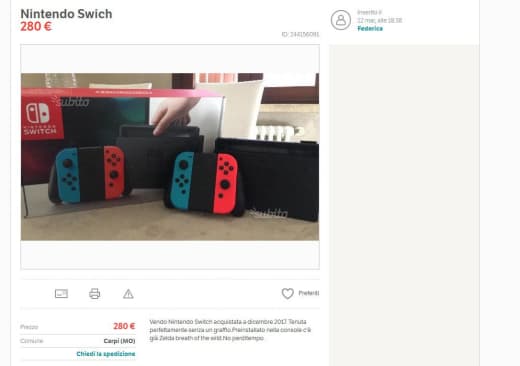 Nintendo Swich
280 €
ID: 244156091
Inserito il
22 mar, alle 18:38
Federica
subito
NINTENDO
SWITCH
subito
Preferiti
Prezzo 280 €
Comune Carpi (MO)
Chiedi la spedizione
Vendo Nintendo Switch acquistata a dicembre 2017. Tenuta
perfettamente senza un graffio.Preinstallato nella console c'è
già Zelda breath of the wild.No perditempo.